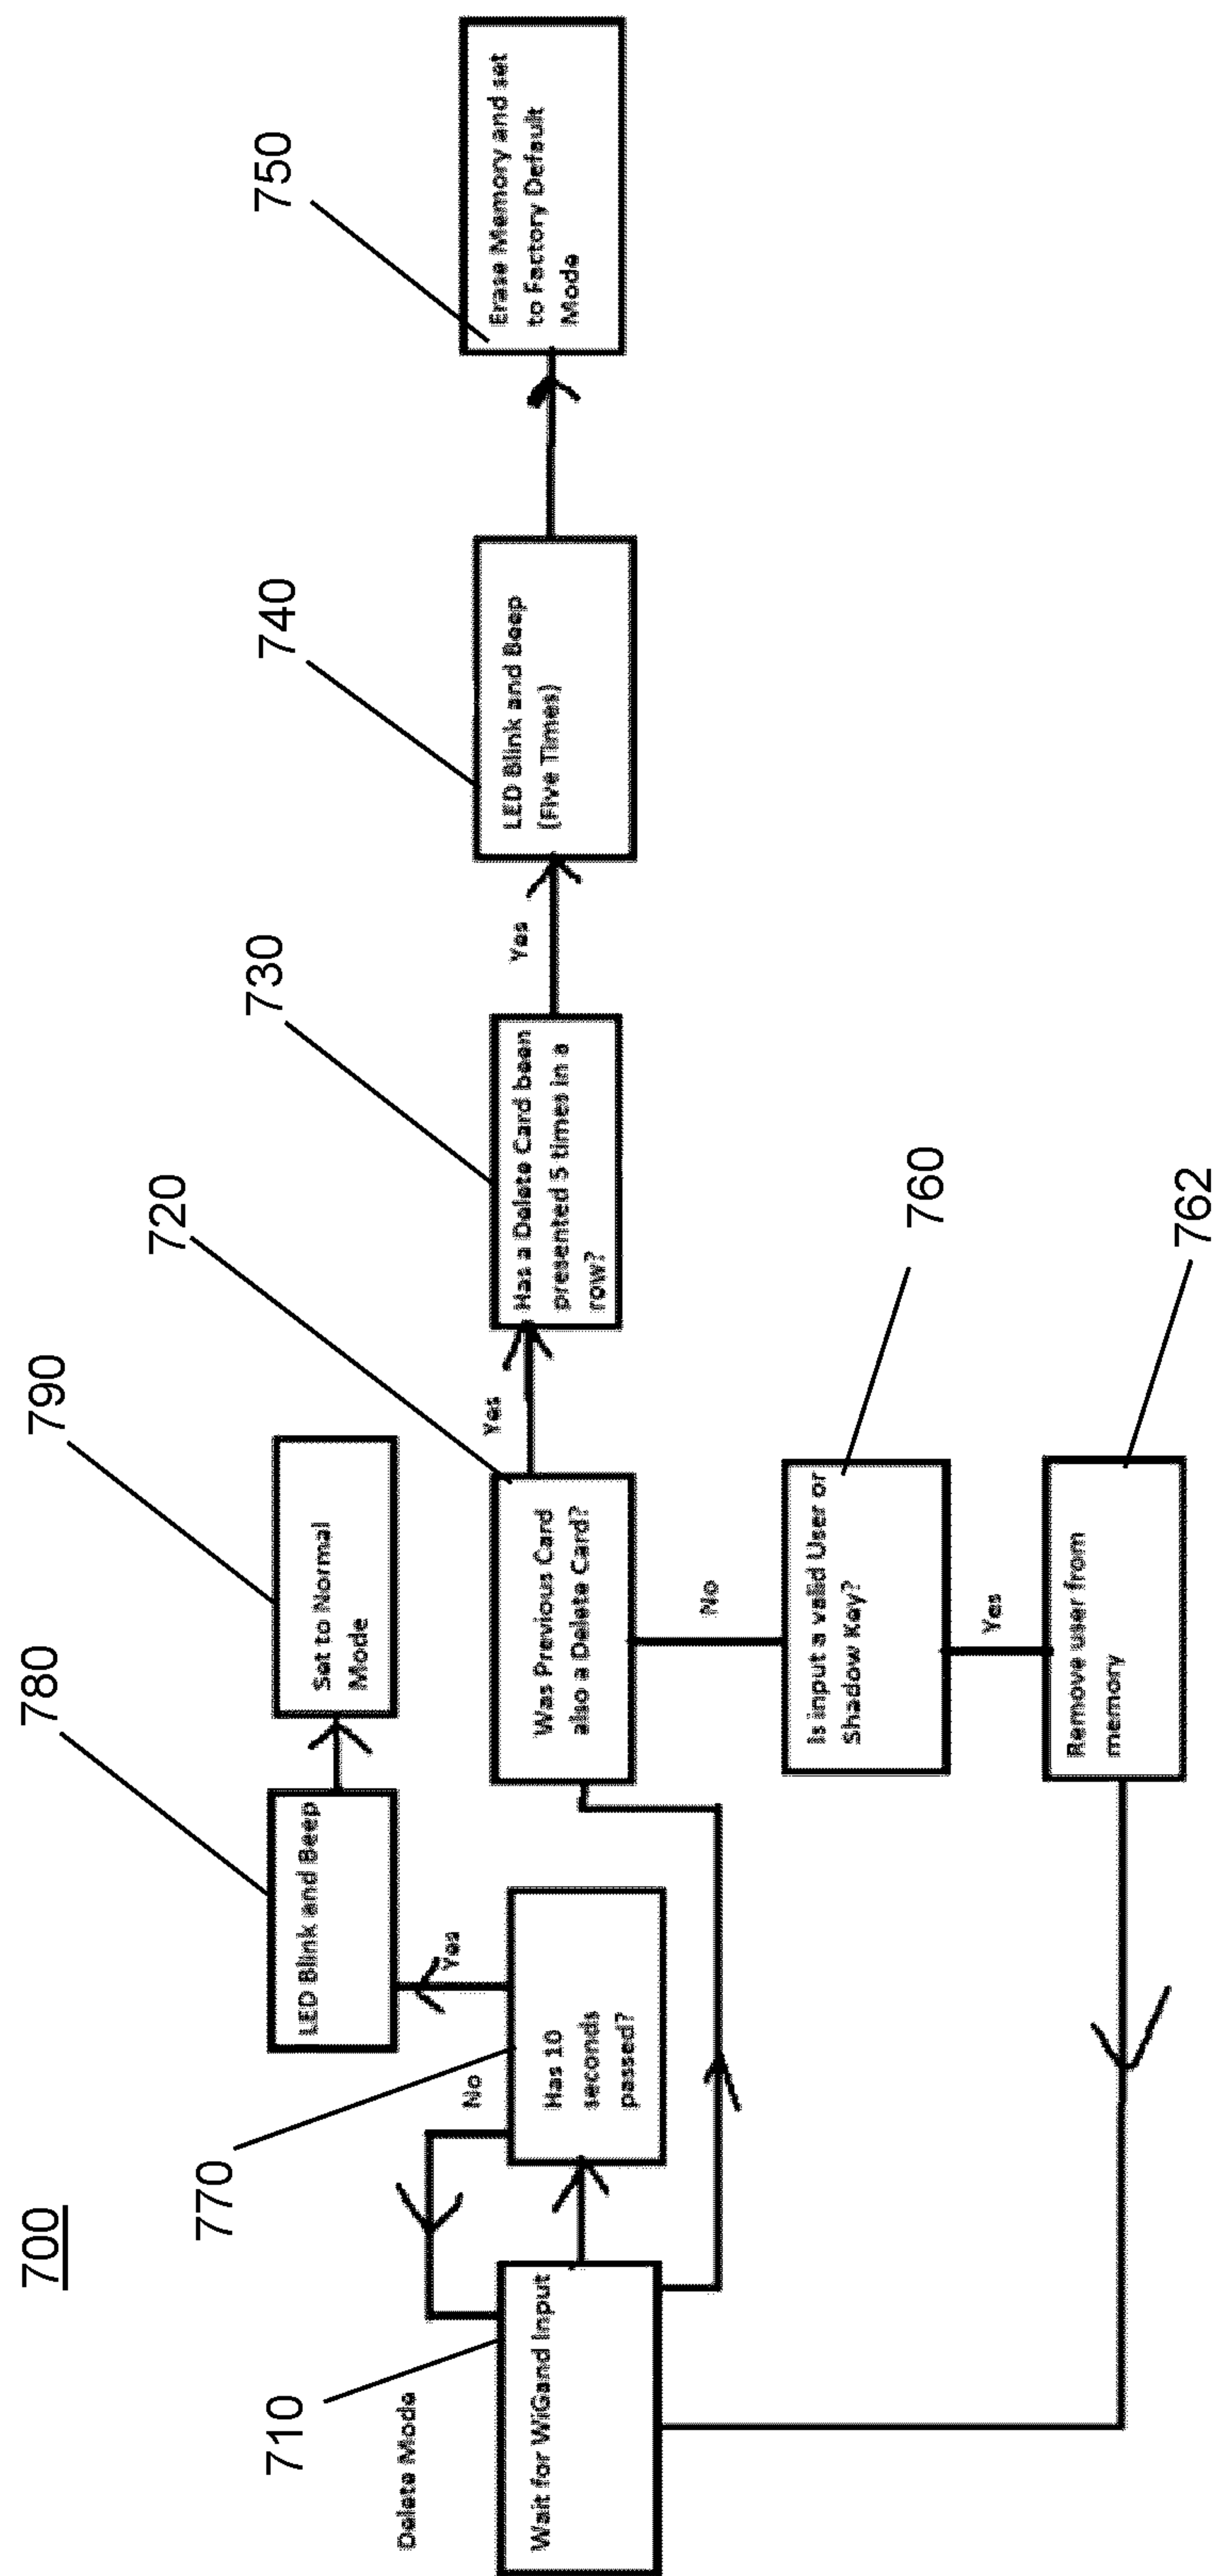 700
Delete Mode
710
Wait for WiGand Input
770
No
Has 10
seconds
passed?
Yes
780
LED Blink and Beep
790
Set to Normal
Mode
720
Was Previous Card
also a Delete Card?
Yes
730
Has a Delete Card been
presented 5 times in a
row?
Yes
740
LED Blink and Beep
(Five Times)
750
Erase Memory and set
to Factory Default
Mode
No
760
Is input a valid User or
Shadow Key?
Yes
762
Remove user from
memory